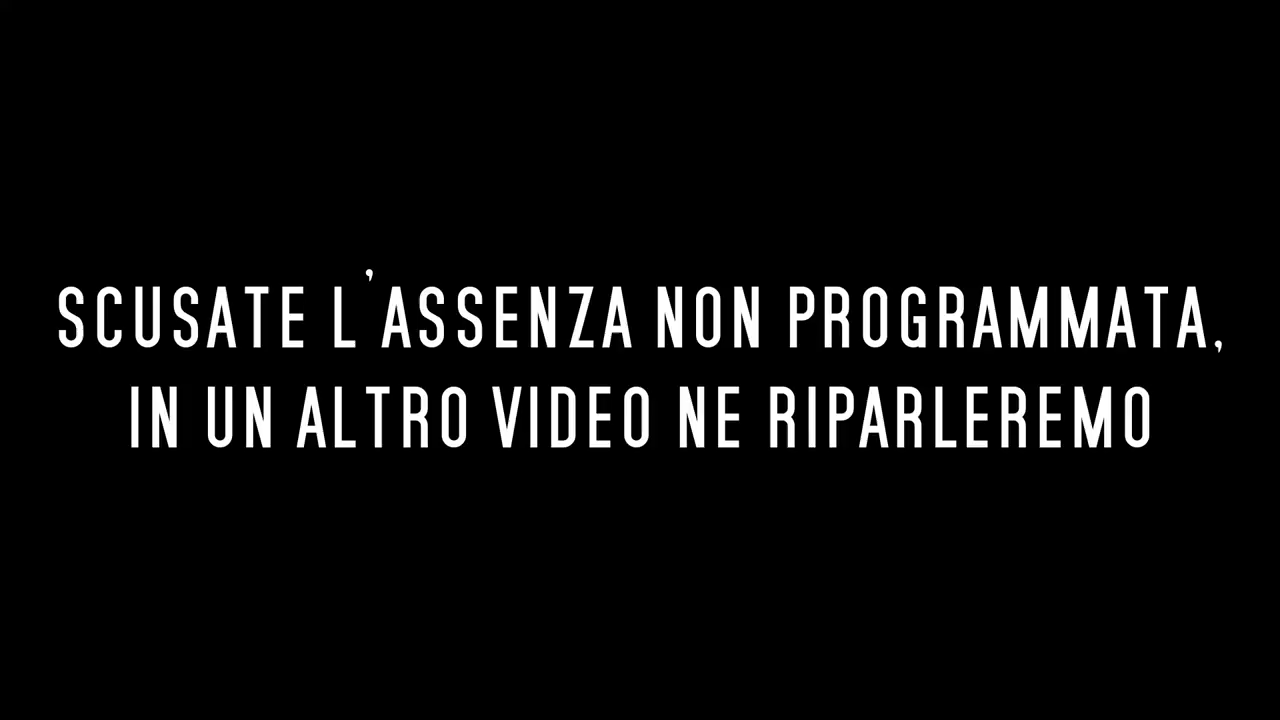 SCUSATE L'ASSENZA NON PROGRAMMATA,
IN UN ALTRO VIDEO NE RIPARLEREMO